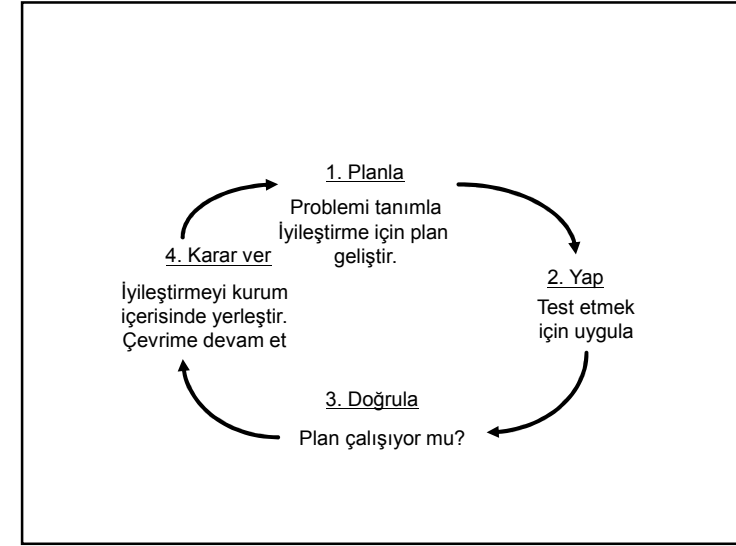 1. Planla
Problemi tanımla
İyileştirme için plan
geliştir.
2. Yap
Test etmek
için uygula
3. Doğrula
Plan çalışıyor mu?
4. Karar ver
İyileştirmeyi kurum
içerisinde yerleştir.
Çevrime devam et